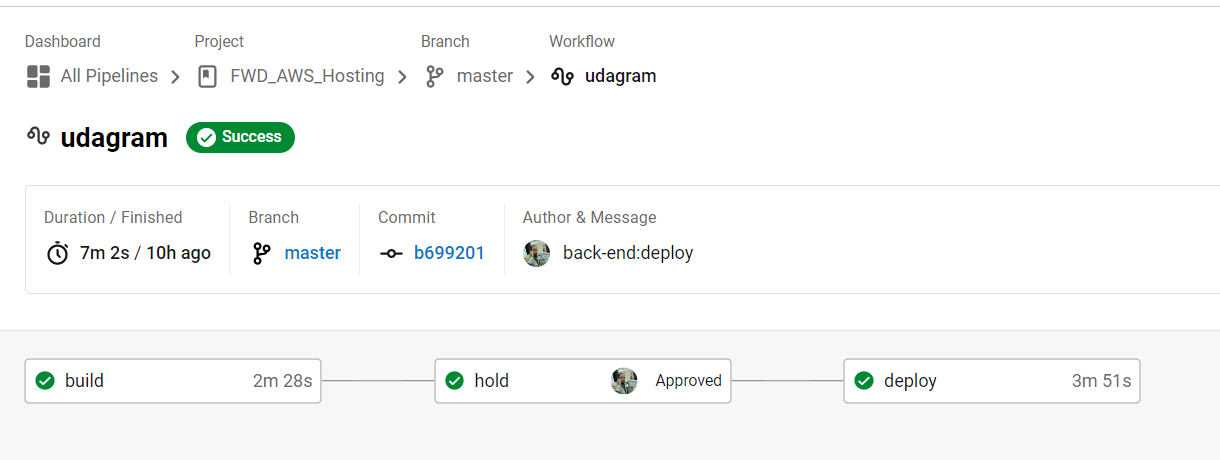 Dashboard Project Branch Workflow
All Pipelines FWD_AWS_Hosting master udagram
udagram Success
Duration / Finished Branch Commit Author & Message
7m 2s / 10h ago master b699201 back-end:deploy
build 2m 28s hold Approved deploy 3m 51s